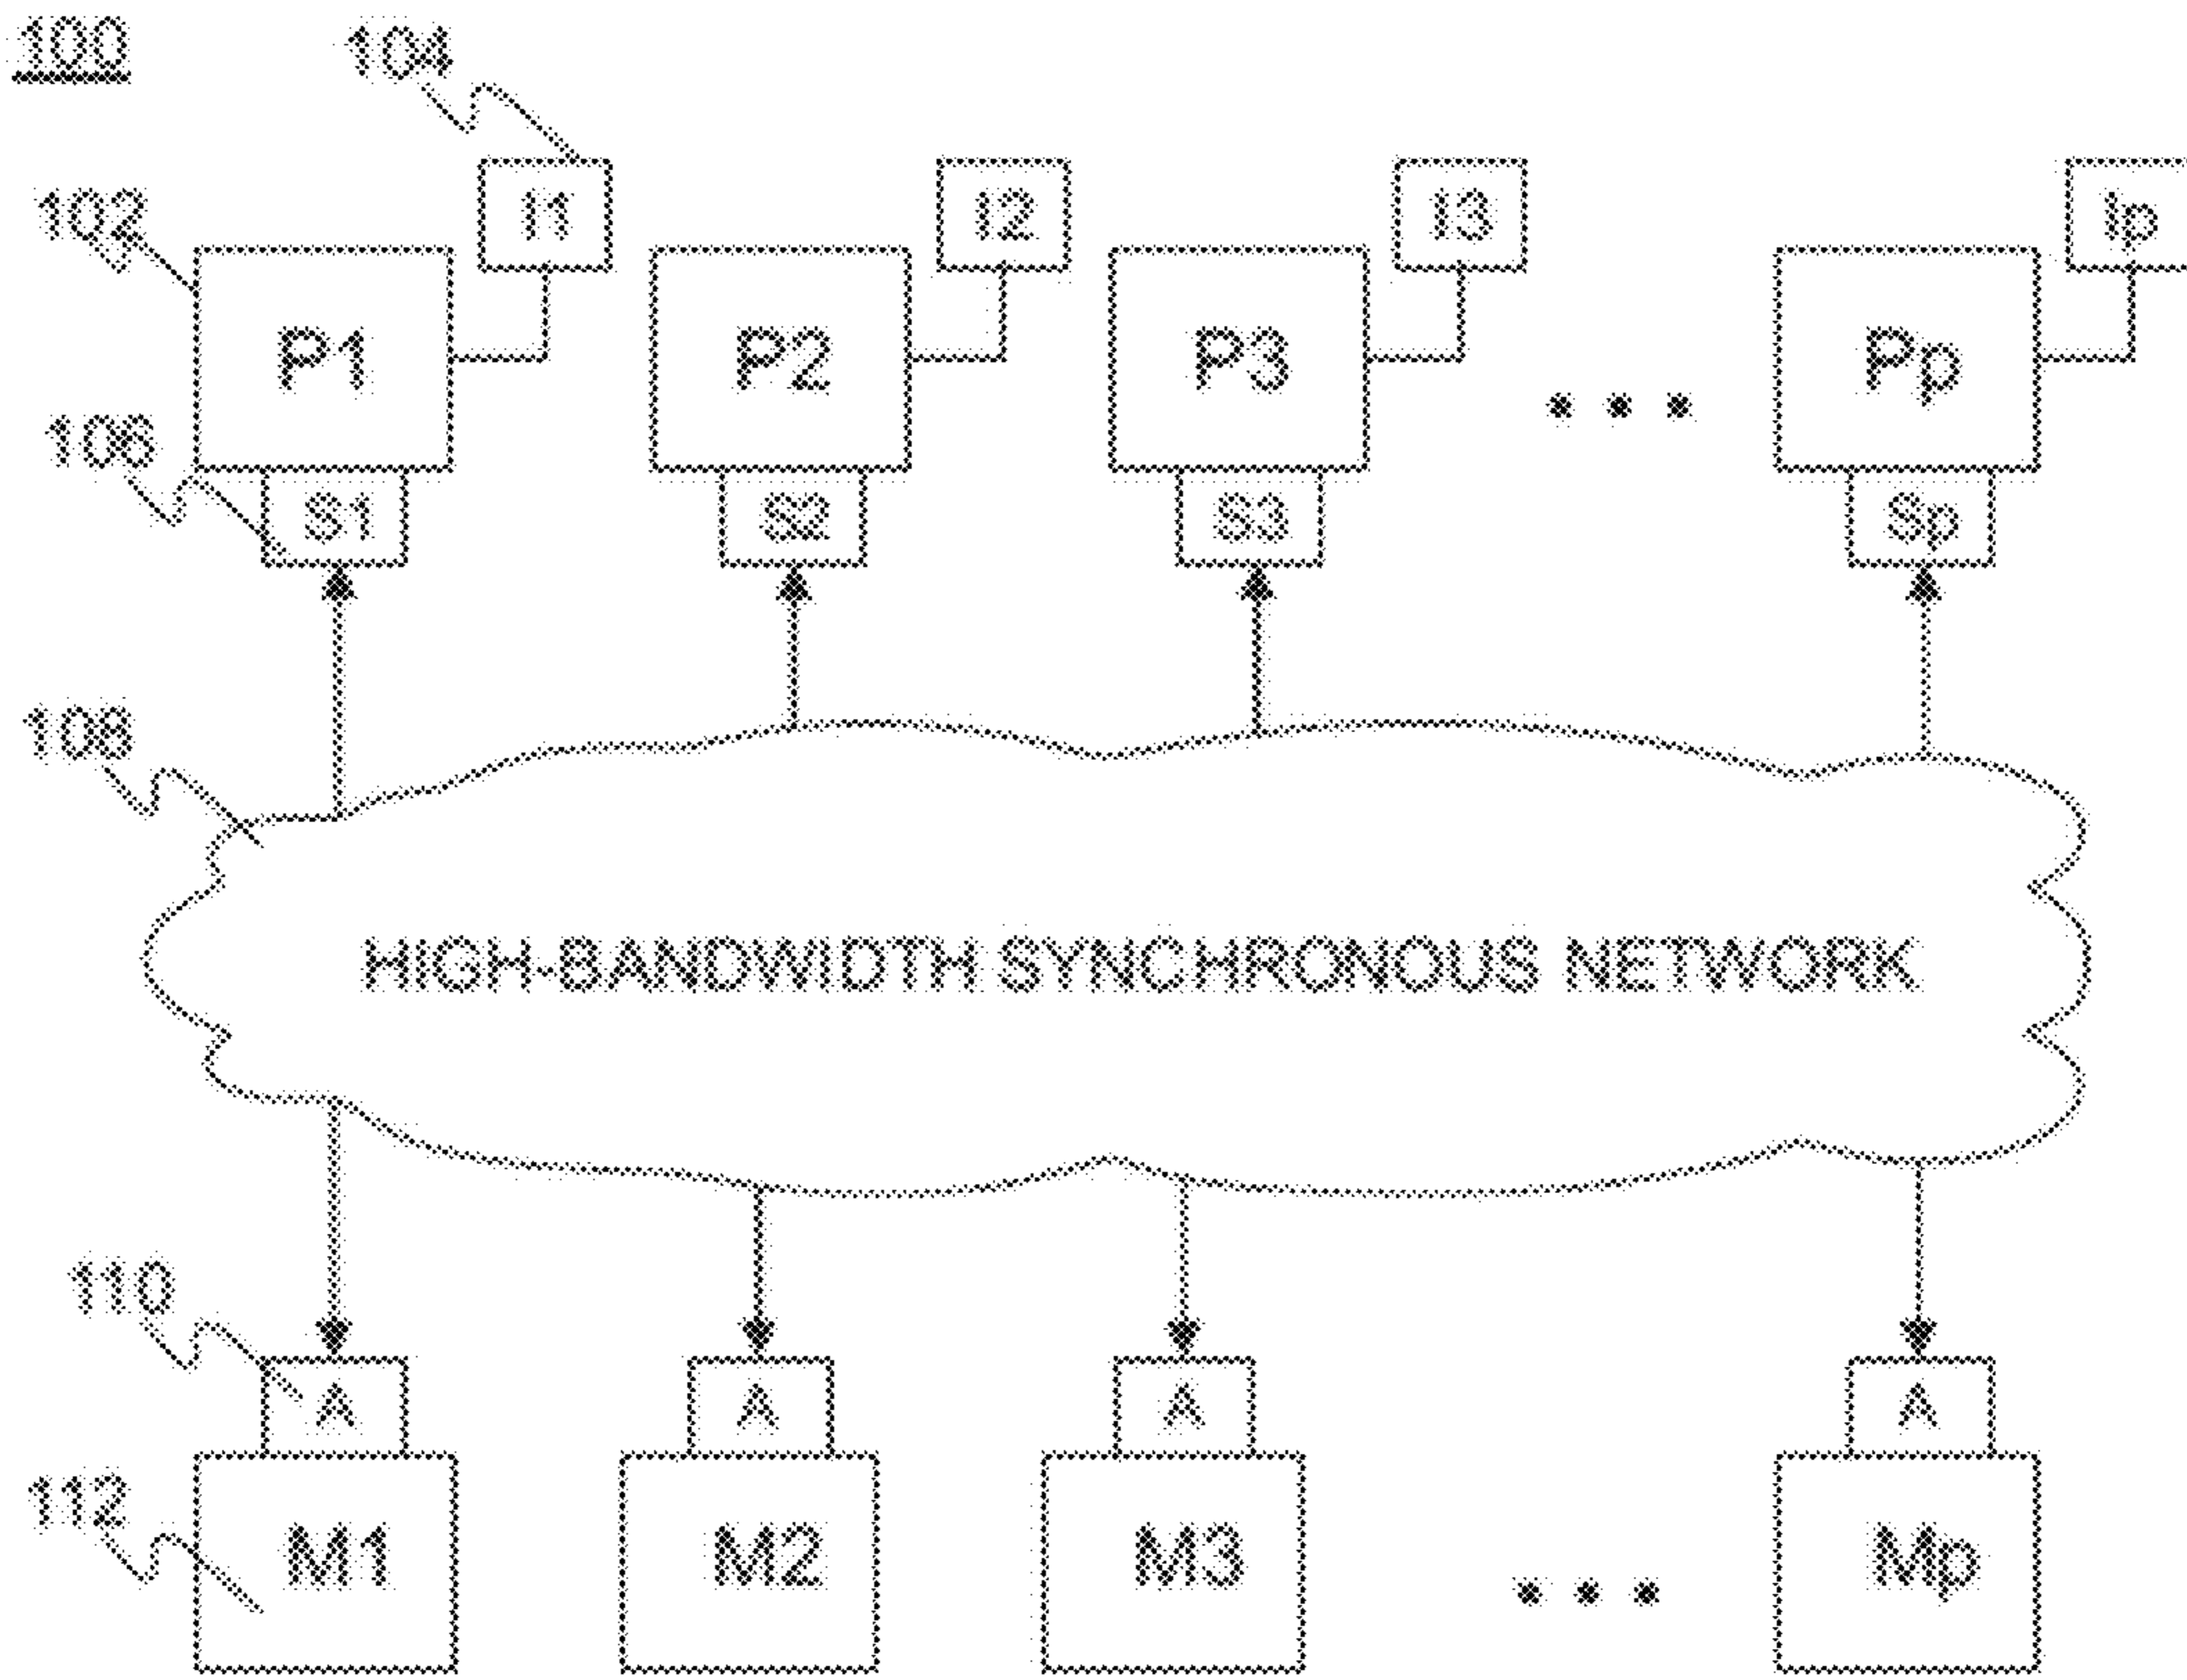 100
104
102
I1
I2
I3
Ip
P1
P2
P3
Pp
106
S1
S2
S3
Sp
108
HIGH-BANDWIDTH SYNCHRONOUS NETWORK
110
A
A
A
A
112
M1
M2
M3
Mp